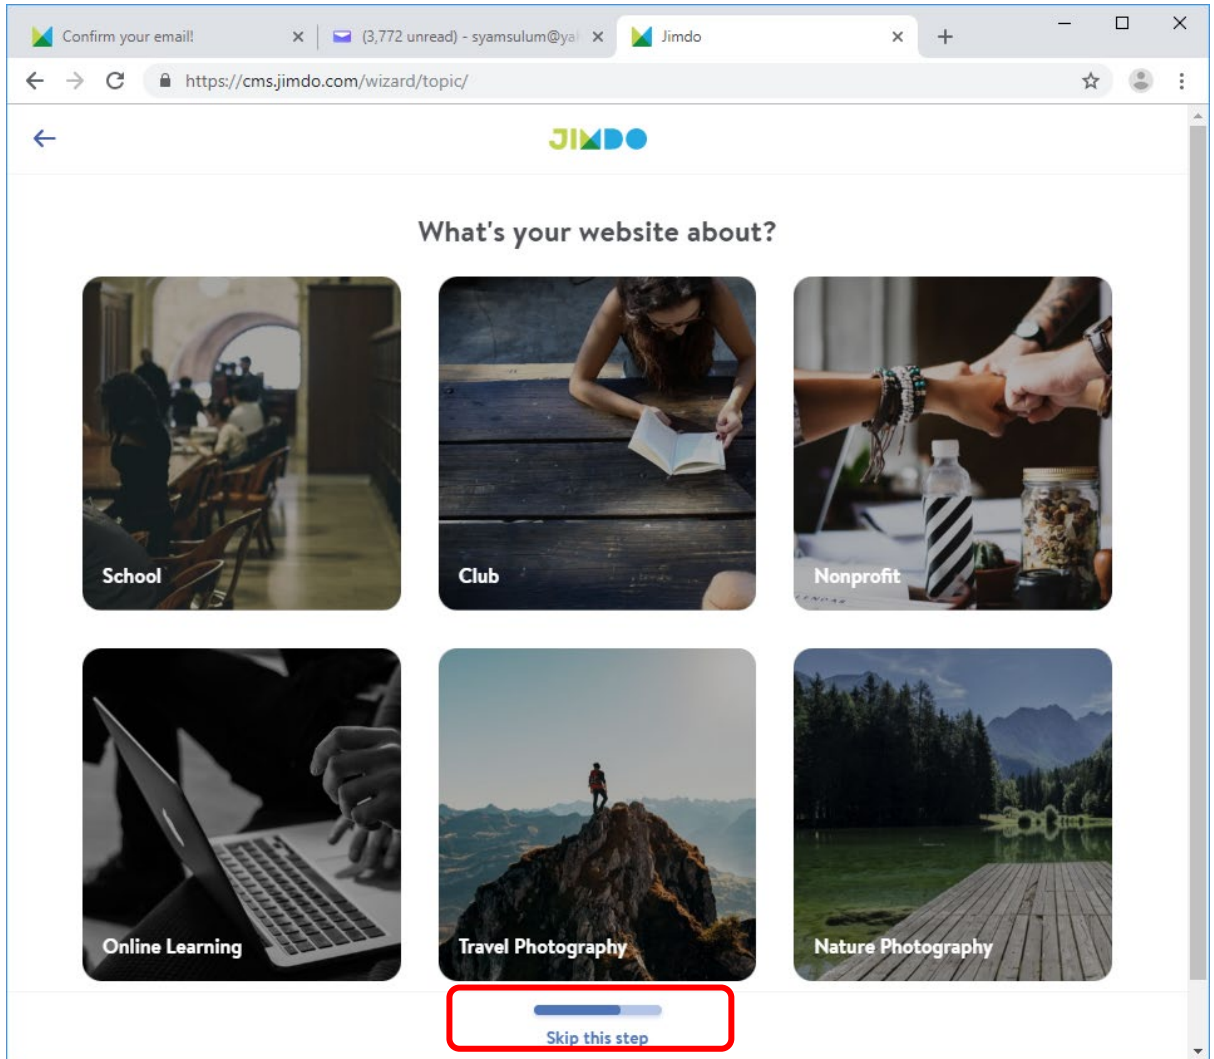 Confirm your email!
(3,772 unread) - syamsulum@ya
Jimdo
https://cms.jimdo.com/wizard/topic/
JIMDO
What's your website about?
School
Club
Nonprofit
Online Learning
Travel Photography
Nature Photography
Skip this step